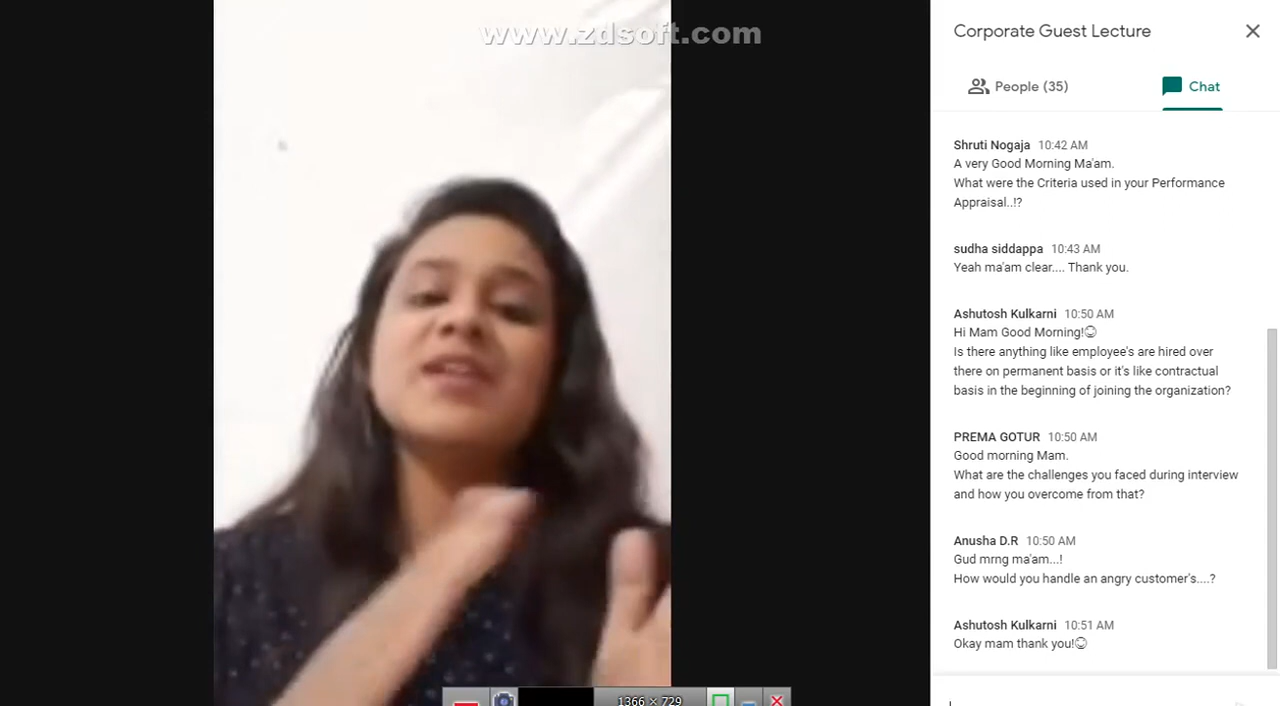 www.zdsoft.com
Corporate Guest Lecture
People (35)
Chat
Shruti Nogaja 10:42 AM
A very Good Morning Ma'am.
What were the Criteria used in your Performance
Appraisal..!?
sudha siddappa 10:43 AM
Yeah ma'am clear.... Thank you.
Ashutosh Kulkarni 10:50 AM
Hi Mam Good Morning!😊
Is there anything like employee's are hired over
there on permanent basis or it's like contractual
basis in the beginning of joining the organization?
PREMA GOTUR 10:50 AM
Good morning Mam.
What are the challenges you faced during interview
and how you overcome from that?
Anusha D.R 10:50 AM
Gud mrng ma'am...!
How would you handle an angry customer's....?
Ashutosh Kulkarni 10:51 AM
Okay mam thank you!😊
1366 × 729